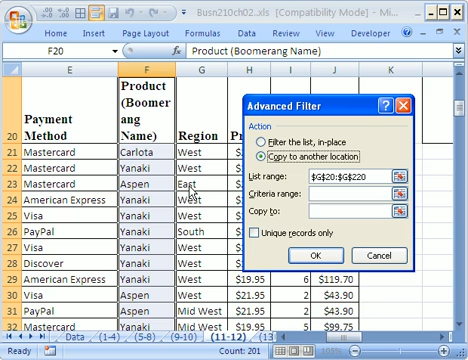 Busn210ch02_.xls [Compatibility Mode] - Mi...
Home Insert Page Layout Formulas Data Review View Developer
F20 fx Product (Boomerang Name)
E F G H I J K
20 Payment Method Product (Boomerang Name) Region
21 Mastercard Carlota West
22 Mastercard Yanaki West
23 Mastercard Aspen East
24 American Express Yanaki West
25 Visa Yanaki West
26 PayPal Yanaki South
27 Visa Yanaki West
28 Discover Yanaki West
29 American Express Yanaki West $19.95 6 $119.70
30 Visa Aspen West $21.95 2 $43.90
31 PayPal Aspen Mid West $21.95 2 $43.90
32 Mastercard Yanaki Mid West $19.95 5 $99.75
Advanced Filter
Action
Filter the list, in-place
Copy to another location
List range: $G$20:$G$220
Criteria range:
Copy to:
Unique records only
OK Cancel
Data (1-4) (5-8) (9-10) (11-12) (13
Ready Count: 201 100%